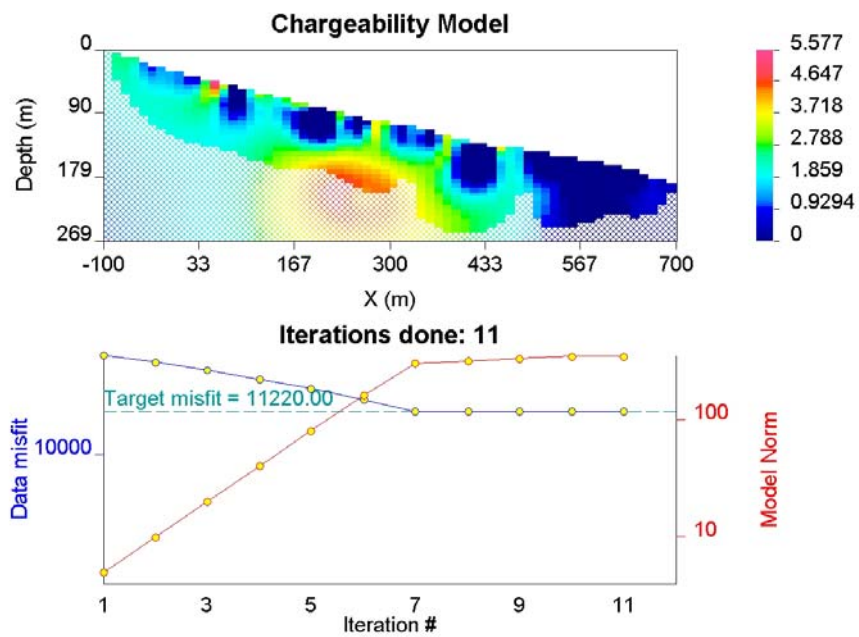 Chargeability Model
0
90
179
269
Depth (m)
-100 33 167 300 433 567 700
X (m)
5.577
4.647
3.718
2.788
1.859
0.9294
0
Iterations done: 11
Target misfit = 11220.00
10000
Data misfit
100
10
Model Norm
1 3 5 7 9 11
Iteration #